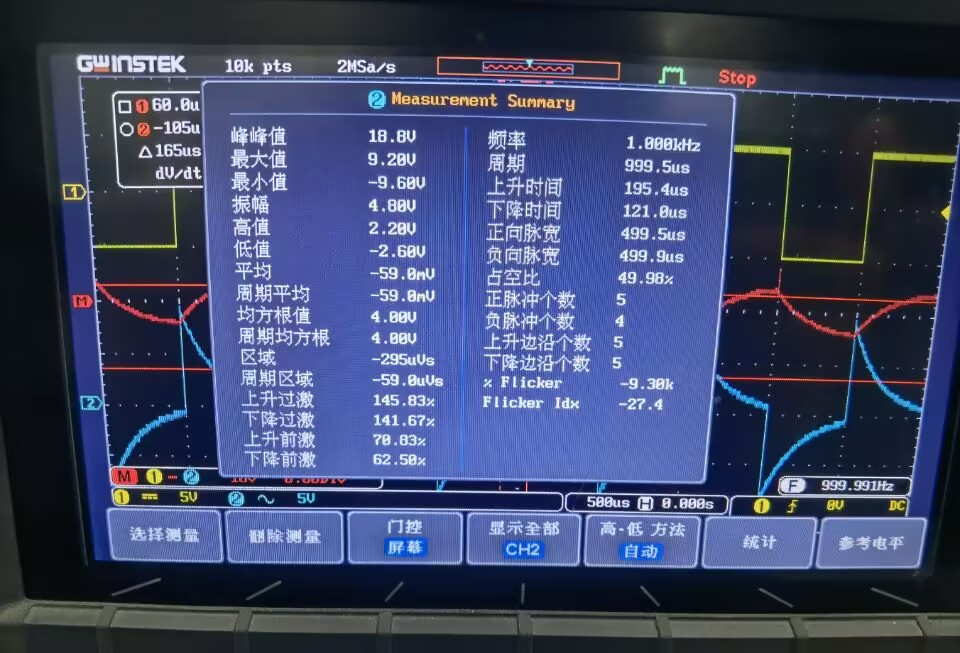 GWINSTEK 10k pts 2MSa/s Stop
1 60.0u
2 -105u
△165us
dV/dt
2 Measurement Summary
峰峰值 18.8V
最大值 9.20V
最小值 -9.60V
振幅 4.80V
高值 2.20V
低值 -2.60V
平均 -59.0mV
周期平均 -59.0mV
均方根值 4.00V
周期均方根 4.00V
区域 -295uVs
周期区域 -59.0uVs
上升过激 145.83%
下降过激 141.67%
上升前激 70.83%
下降前激 62.50%
频率 1.000kHz
周期 999.5us
上升时间 195.4us
下降时间 121.0us
正向脉宽 499.5us
负向脉宽 499.9us
占空比 49.98%
正脉冲个数 5
负脉冲个数 4
上升边沿个数 5
下降边沿个数 5
% Flicker -9.30k
Flicker Idx -27.4
1
M
2
M 1 - 2
F 999.991Hz
1 5V 2 5V 500us H 0.000s 1 0V DC
选择测量
删除测量
门控
屏幕
显示全部
CH2
高-低 方法
自动
统计
参考电平